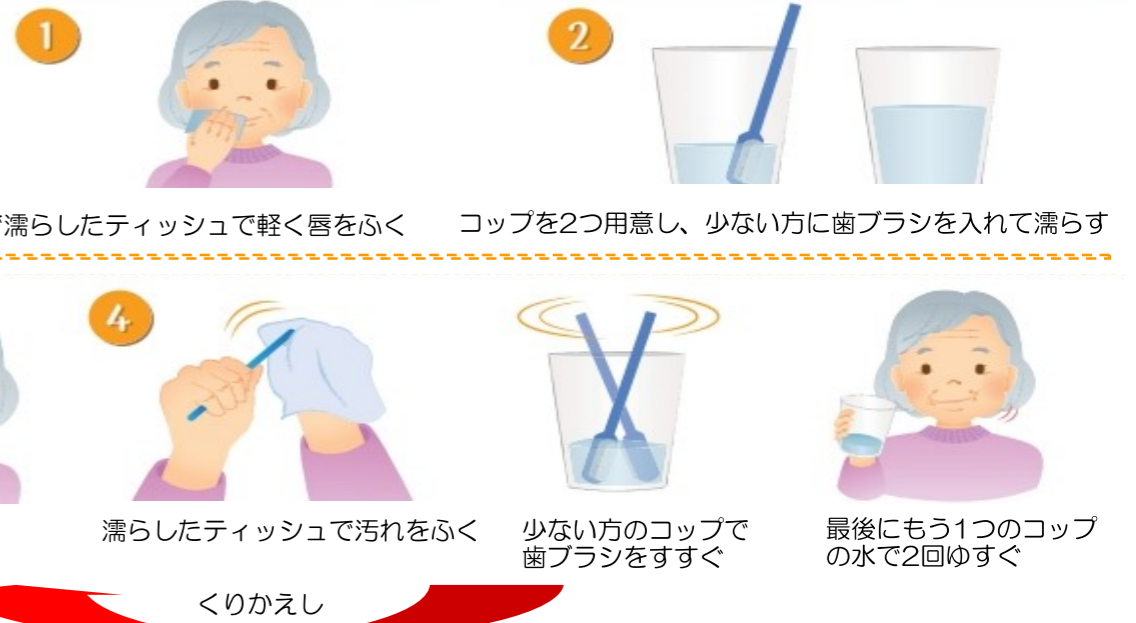 1
2
濡らしたティッシュで軽く唇をふく
コップを2つ用意し、少ない方に歯ブラシを入れて濡らす
4
濡らしたティッシュで汚れをふく
少ない方のコップで
歯ブラシをすすぐ
最後にもう1つのコップ
の水で2回ゆすぐ
くりかえし